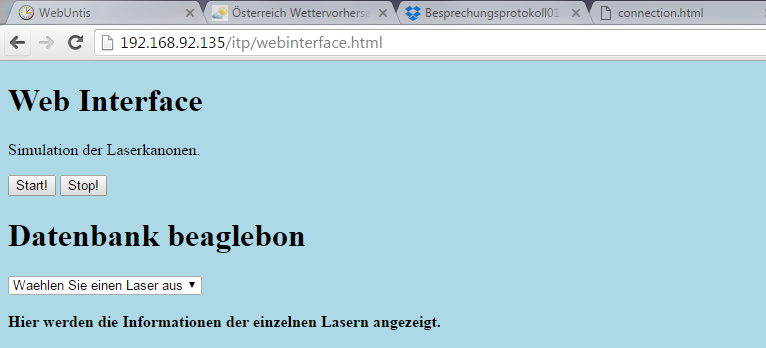 WebUntis
Österreich Wettervorhersa
Besprechungsprotokoll01
connection.html
192.168.92.135/itp/webinterface.html
Web Interface
Simulation der Laserkanonen.
Start! Stop!
Datenbank beaglebon
Waehlen Sie einen Laser aus
Hier werden die Informationen der einzelnen Lasern angezeigt.